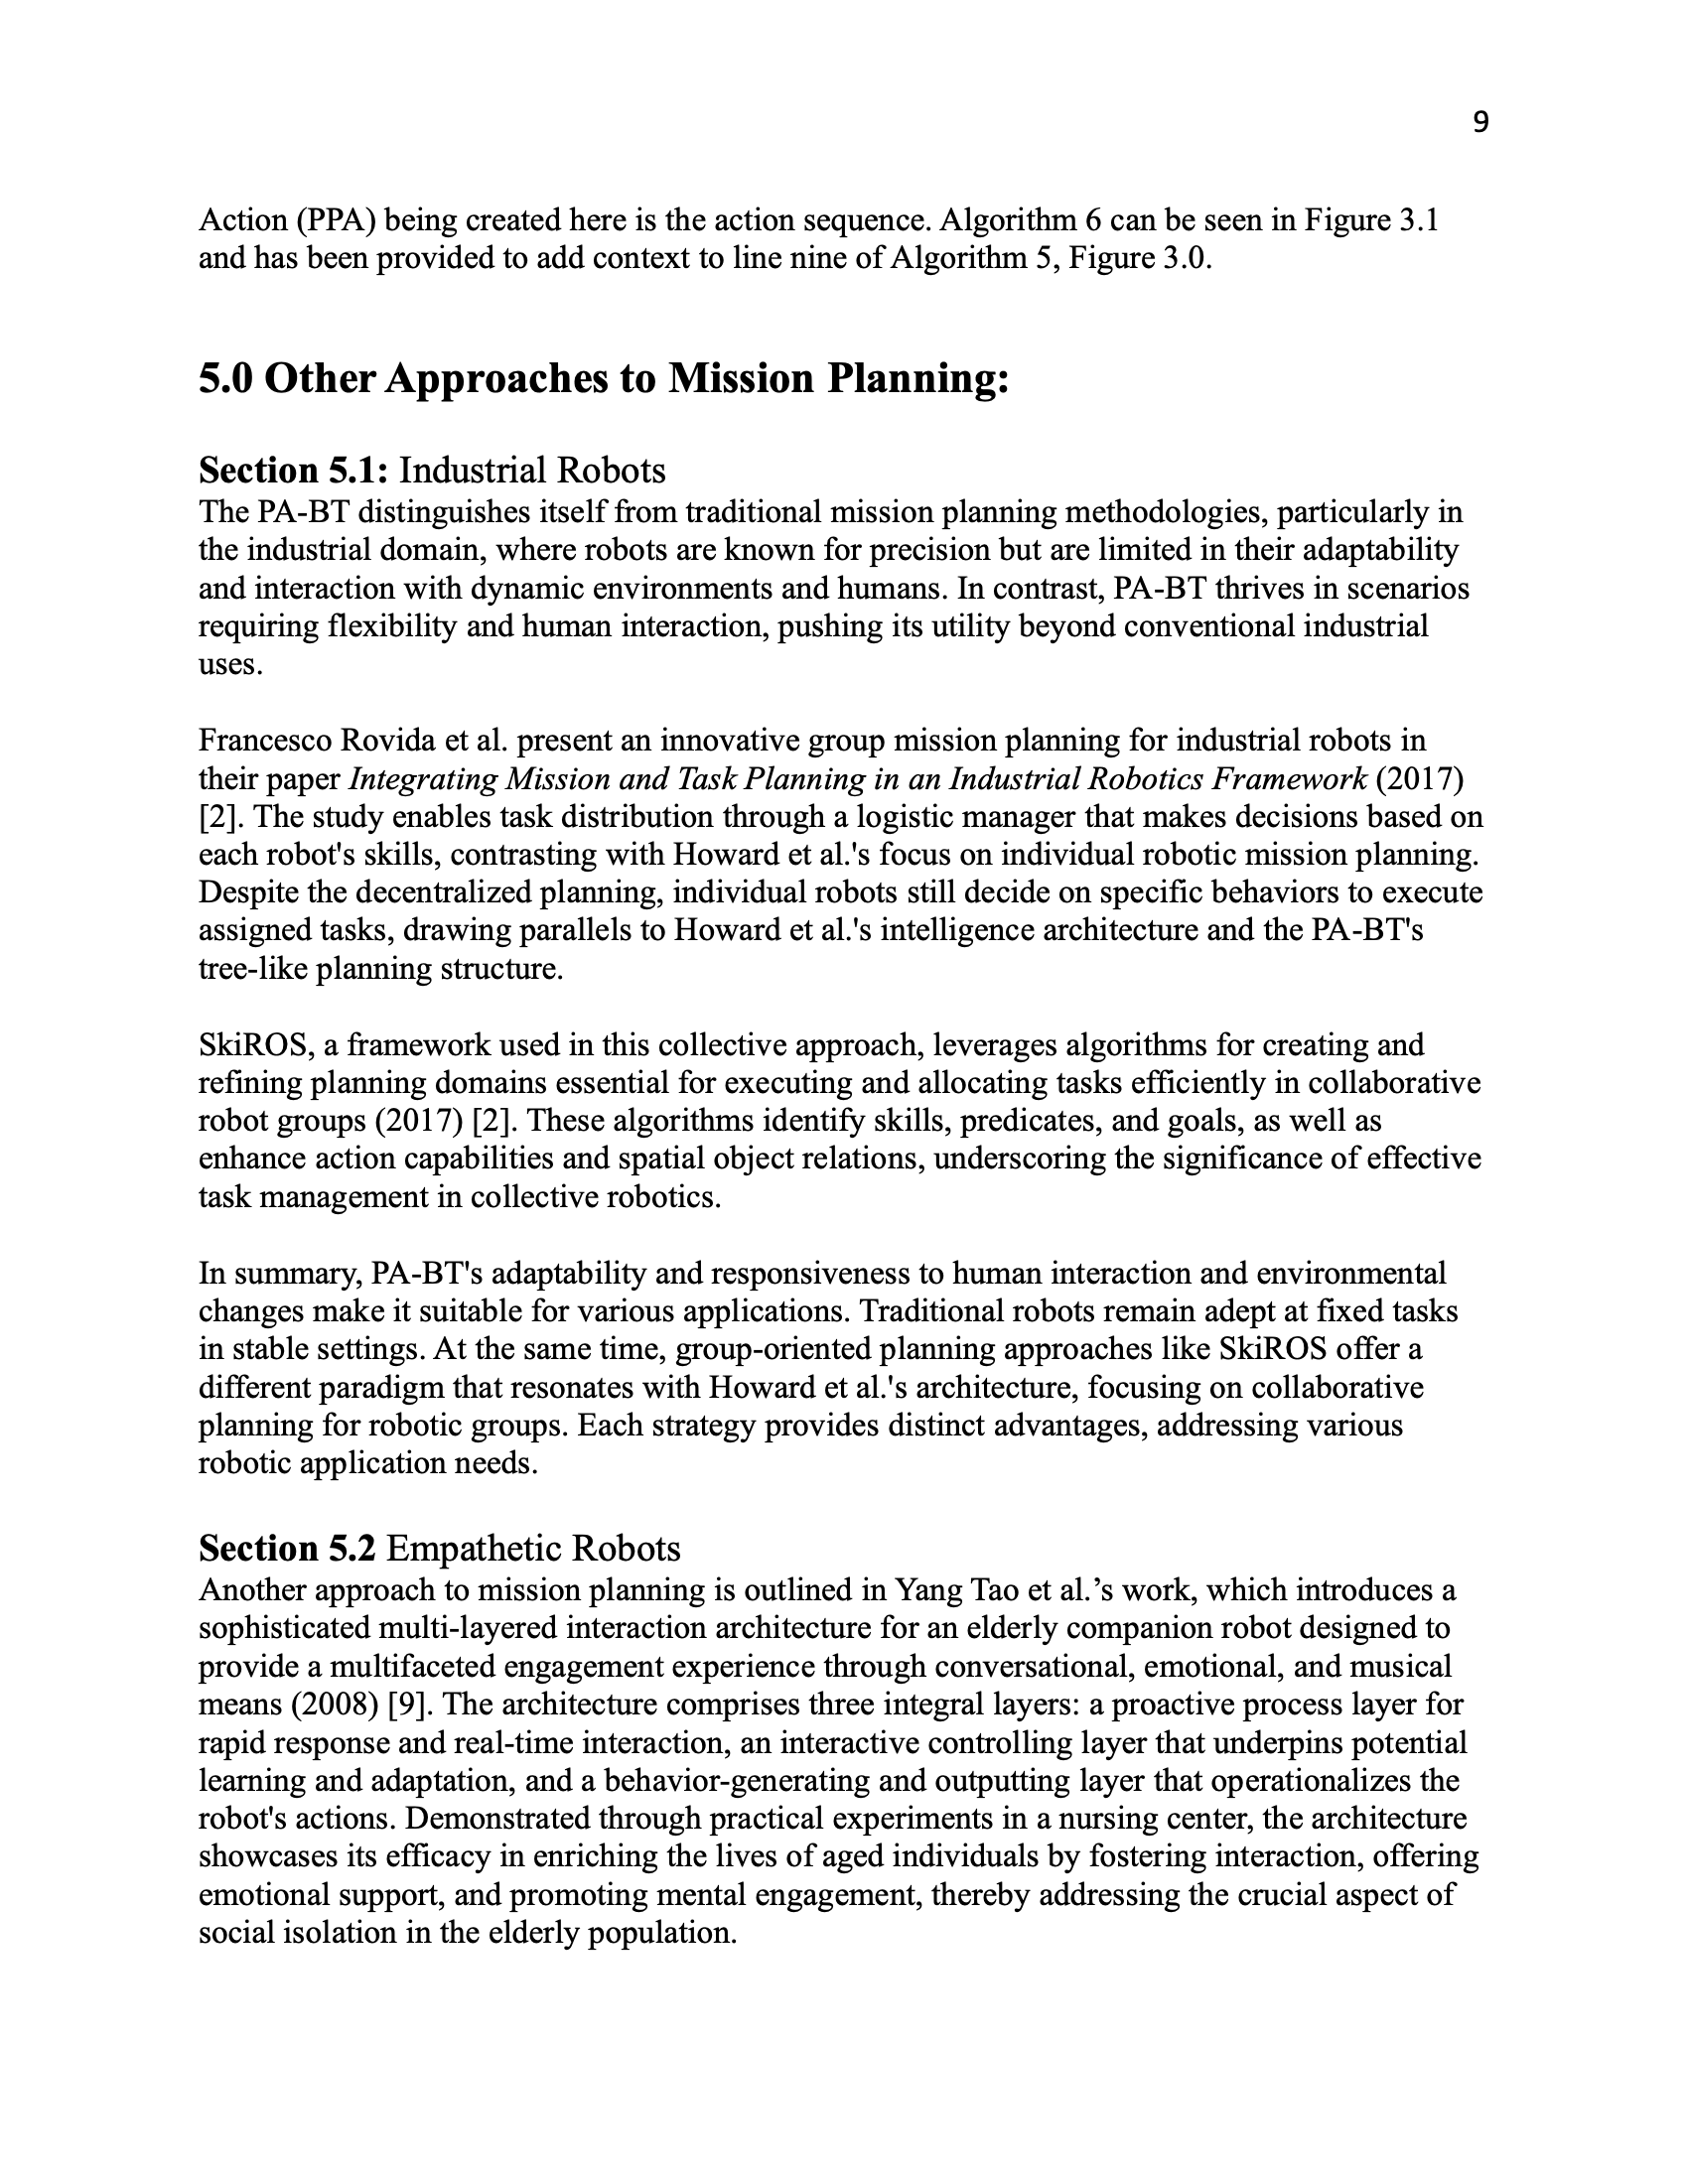 9
Action (PPA) being created here is the action sequence. Algorithm 6 can be seen in Figure 3.1
and has been provided to add context to line nine of Algorithm 5, Figure 3.0.
5.0 Other Approaches to Mission Planning:
Section 5.1: Industrial Robots
The PA-BT distinguishes itself from traditional mission planning methodologies, particularly in
the industrial domain, where robots are known for precision but are limited in their adaptability
and interaction with dynamic environments and humans. In contrast, PA-BT thrives in scenarios
requiring flexibility and human interaction, pushing its utility beyond conventional industrial
uses.
Francesco Rovida et al. present an innovative group mission planning for industrial robots in
their paper Integrating Mission and Task Planning in an Industrial Robotics Framework (2017)
[2]. The study enables task distribution through a logistic manager that makes decisions based on
each robot's skills, contrasting with Howard et al.'s focus on individual robotic mission planning.
Despite the decentralized planning, individual robots still decide on specific behaviors to execute
assigned tasks, drawing parallels to Howard et al.'s intelligence architecture and the PA-BT's
tree-like planning structure.
SkiROS, a framework used in this collective approach, leverages algorithms for creating and
refining planning domains essential for executing and allocating tasks efficiently in collaborative
robot groups (2017) [2]. These algorithms identify skills, predicates, and goals, as well as
enhance action capabilities and spatial object relations, underscoring the significance of effective
task management in collective robotics.
In summary, PA-BT's adaptability and responsiveness to human interaction and environmental
changes make it suitable for various applications. Traditional robots remain adept at fixed tasks
in stable settings. At the same time, group-oriented planning approaches like SkiROS offer a
different paradigm that resonates with Howard et al.'s architecture, focusing on collaborative
planning for robotic groups. Each strategy provides distinct advantages, addressing various
robotic application needs.
Section 5.2 Empathetic Robots
Another approach to mission planning is outlined in Yang Tao et al.’s work, which introduces a
sophisticated multi-layered interaction architecture for an elderly companion robot designed to
provide a multifaceted engagement experience through conversational, emotional, and musical
means (2008) [9]. The architecture comprises three integral layers: a proactive process layer for
rapid response and real-time interaction, an interactive controlling layer that underpins potential
learning and adaptation, and a behavior-generating and outputting layer that operationalizes the
robot's actions. Demonstrated through practical experiments in a nursing center, the architecture
showcases its efficacy in enriching the lives of aged individuals by fostering interaction, offering
emotional support, and promoting mental engagement, thereby addressing the crucial aspect of
social isolation in the elderly population.